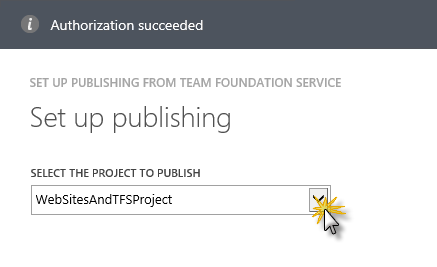 Authorization succeeded
SET UP PUBLISHING FROM TEAM FOUNDATION SERVICE
Set up publishing
SELECT THE PROJECT TO PUBLISH
WebSitesAndTFSProject